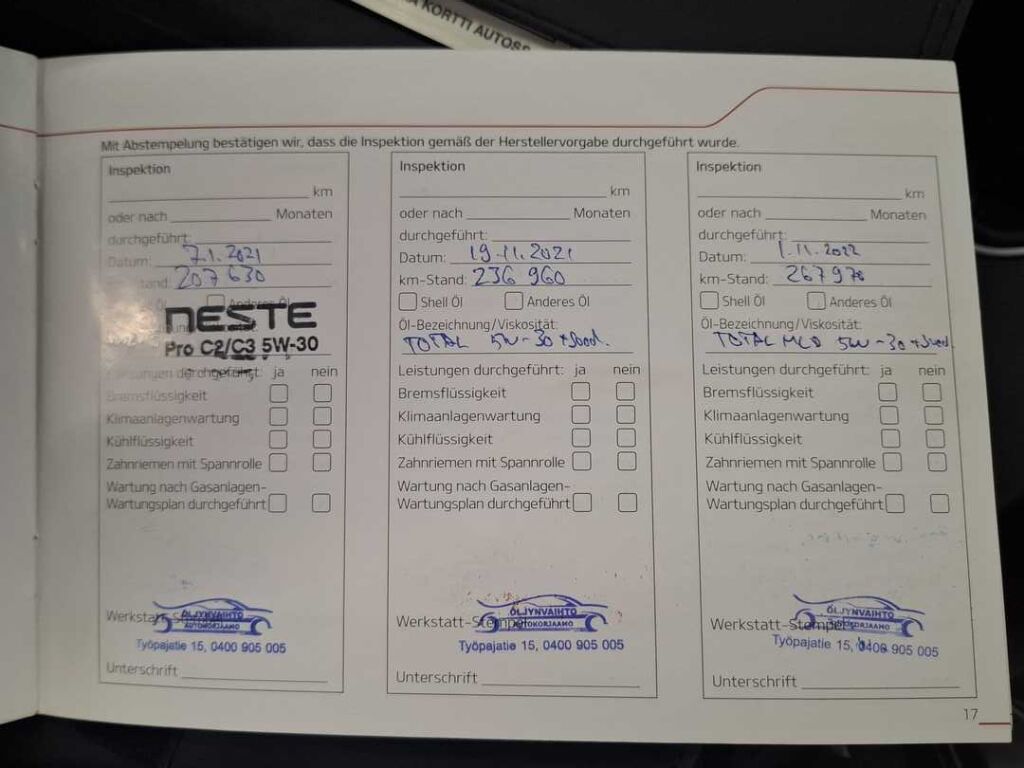 KORTTI AUTOSS
Mit Abstempelung bestätigen wir, dass die Inspektion gemäß der Herstellervorgabe durchgeführt wurde.
Inspektion
km
oder nach Monaten
durchgeführt:
Datum: 7.1.2021
km-Stand: 207 630
Anderes Öl
NESTE
Pro C2/C3 5W-30
Leistungen durchgeführt: ja nein
Bremsflüssigkeit
Klimaanlagenwartung
Kühlflüssigkeit
Zahnriemen mit Spannrolle
Wartung nach Gasanlagen-
Wartungsplan durchgeführt
Werkstatt-Stempel
ÖLJYNVAIHTO
AUTOKORJAAMO
Työpajatie 15, 0400 905 005
Unterschrift
Inspektion
km
oder nach Monaten
durchgeführt:
Datum: 19.11.2021
km-Stand: 236 960
Shell Öl Anderes Öl
Öl-Bezeichnung/Viskosität:
TOTAL 5W-30
Leistungen durchgeführt: ja nein
Bremsflüssigkeit
Klimaanlagenwartung
Kühlflüssigkeit
Zahnriemen mit Spannrolle
Wartung nach Gasanlagen-
Wartungsplan durchgeführt
Werkstatt-Stempel
ÖLJYNVAIHTO
AUTOKORJAAMO
Työpajatie 15, 0400 905 005
Unterschrift
Inspektion
km
oder nach Monaten
durchgeführt:
Datum: 1.11.2022
km-Stand: 267970
Shell Öl Anderes Öl
Öl-Bezeichnung/Viskosität:
TOTAL 5W-30
Leistungen durchgeführt: ja nein
Bremsflüssigkeit
Klimaanlagenwartung
Kühlflüssigkeit
Zahnriemen mit Spannrolle
Wartung nach Gasanlagen-
Wartungsplan durchgeführt
Werkstatt-Stempel
ÖLJYNVAIHTO
AUTOKORJAAMO
Työpajatie 15, 0400 905 005
Unterschrift
17